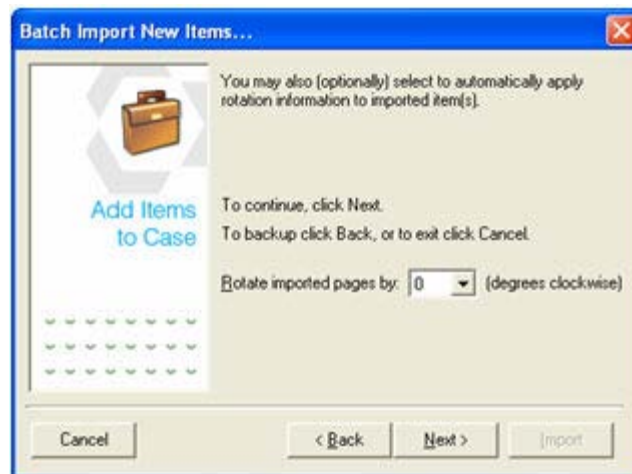 Batch Import New Items...
You may also (optionally) select to automatically apply
rotation information to imported item(s).
Add Items
to Case
To continue, click Next.
To backup click Back, or to exit click Cancel.
Rotate imported pages by: 0 (degrees clockwise)
Cancel
< Back
Next >
Import